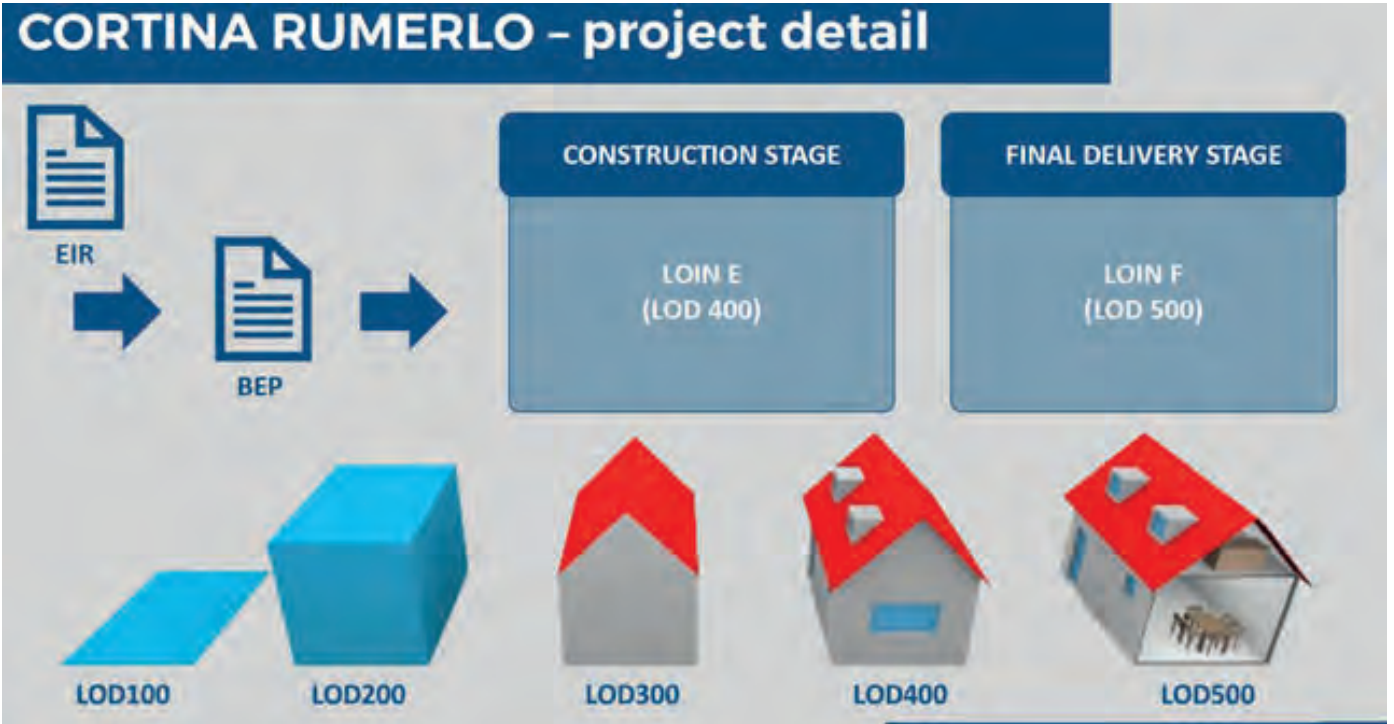 CORTINA RUMERLO – project detail
EIR
BEP
CONSTRUCTION STAGE
LOIN E
(LOD 400)
FINAL DELIVERY STAGE
LOIN F
(LOD 500)
LOD100
LOD200
LOD300
LOD400
LOD500